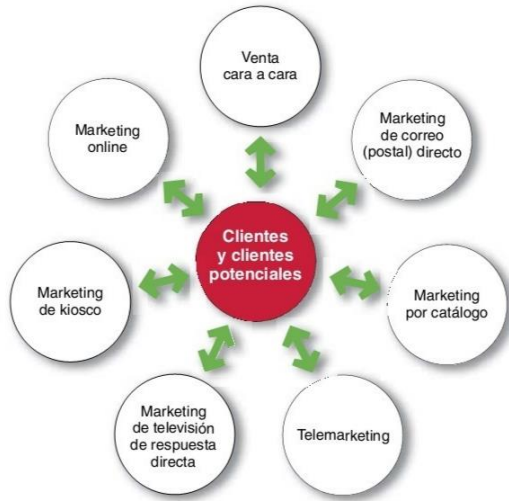 Venta
cara a cara
Marketing
de correo
(postal) directo
Marketing
por catálogo
Telemarketing
Marketing
de televisión
de respuesta
directa
Marketing
de kiosco
Marketing
online
Clientes
y clientes
potenciales